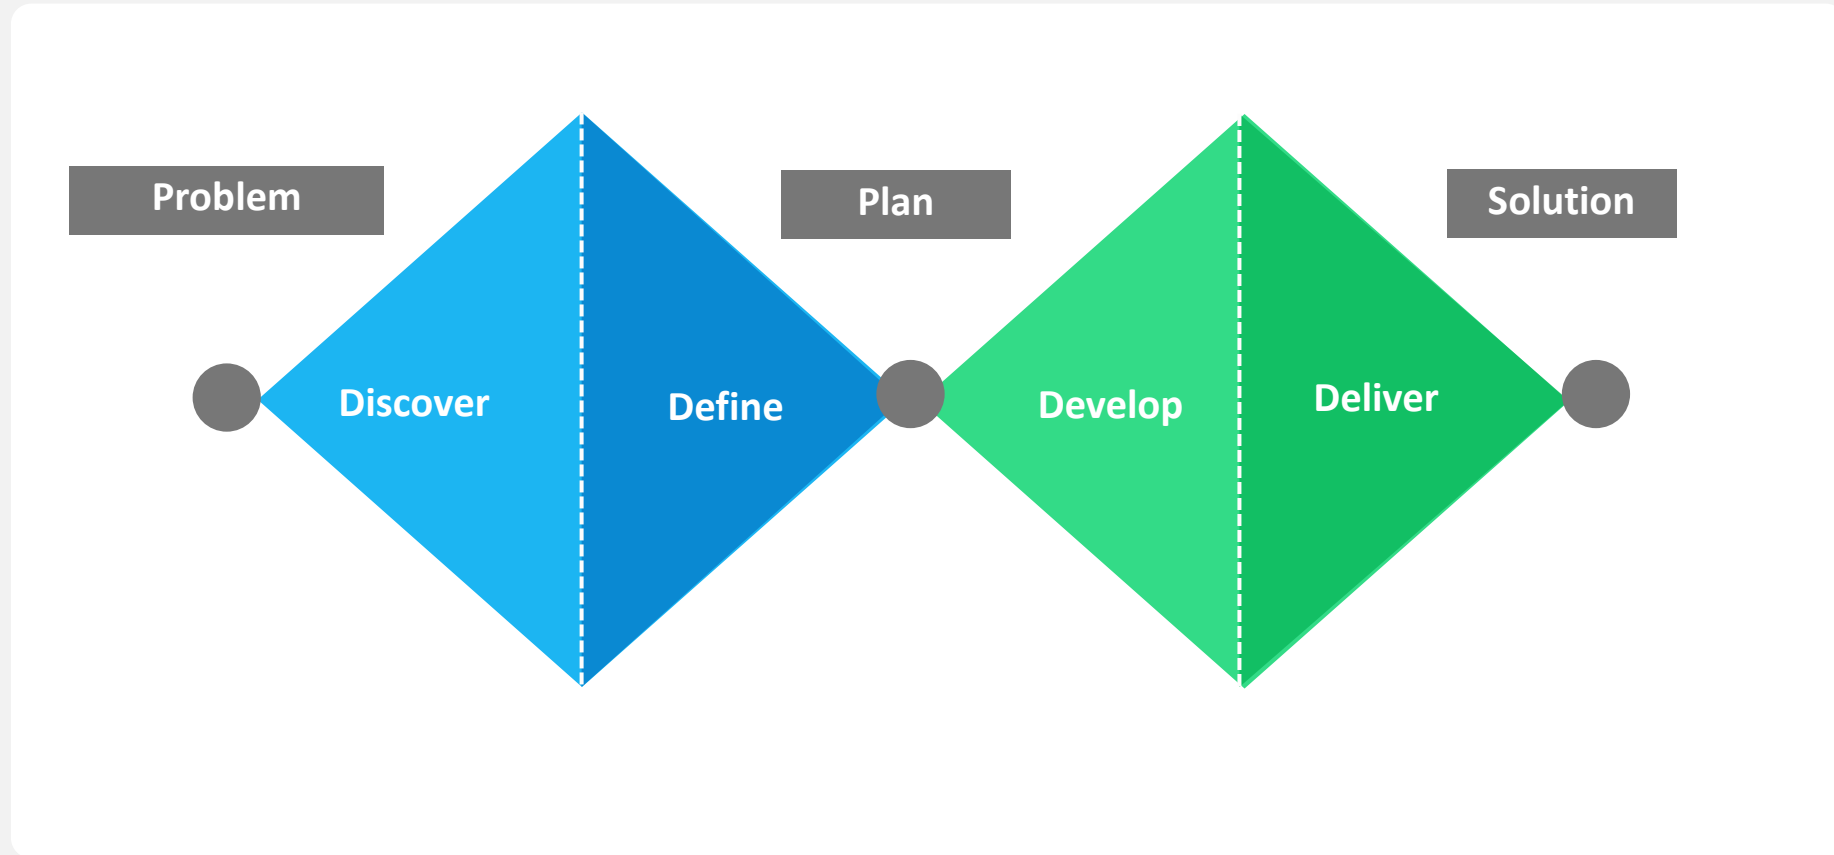 Problem
Plan
Solution
Discover
Define
Develop
Deliver